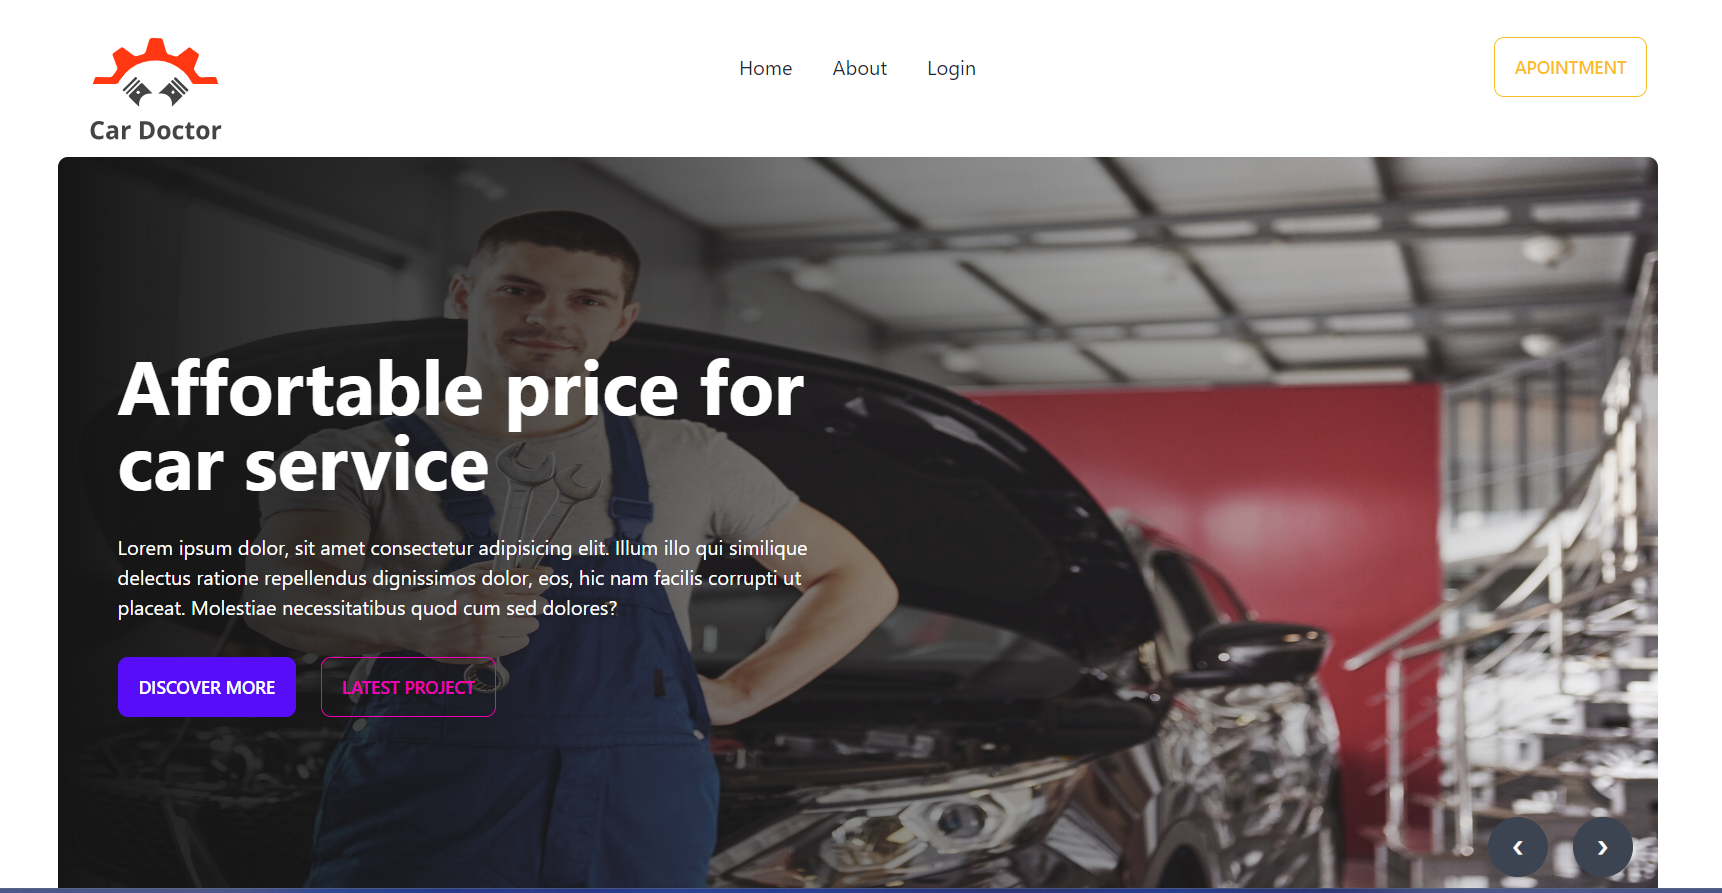 Home About Login
APOINTMENT
Car Doctor
Affortable price for
car service
Lorem ipsum dolor, sit amet consectetur adipisicing elit. Illum illo qui similique
delectus ratione repellendus dignissimos dolor, eos, hic nam facilis corrupti ut
placeat. Molestiae necessitatibus quod cum sed dolores?
DISCOVER MORE
LATEST PROJECT
❮ ❯